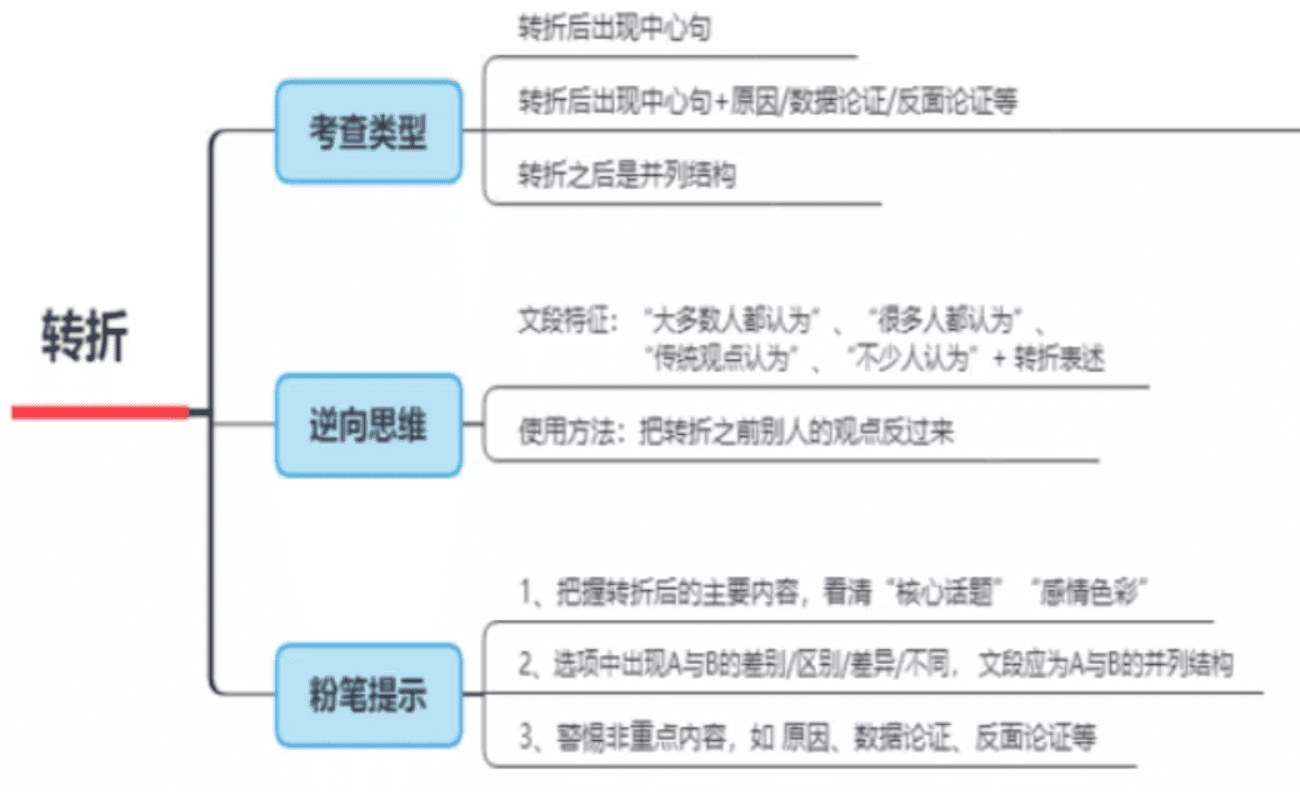 转折
考查类型
转折后出现中心句
转折后出现中心句+原因/数据论证/反面论证等
转折之后是并列结构
逆向思维
文段特征：“大多数人都认为”、“很多人都认为”、
“传统观点认为”、“不少人认为”+ 转折表述
使用方法：把转折之前别人的观点反过来
粉笔提示
1、把握转折后的主要内容，看清“核心话题”“感情色彩”
2、选项中出现A与B的差别/区别/差异/不同，文段应为A与B的并列结构
3、警惕非重点内容，如 原因、数据论证、反面论证等